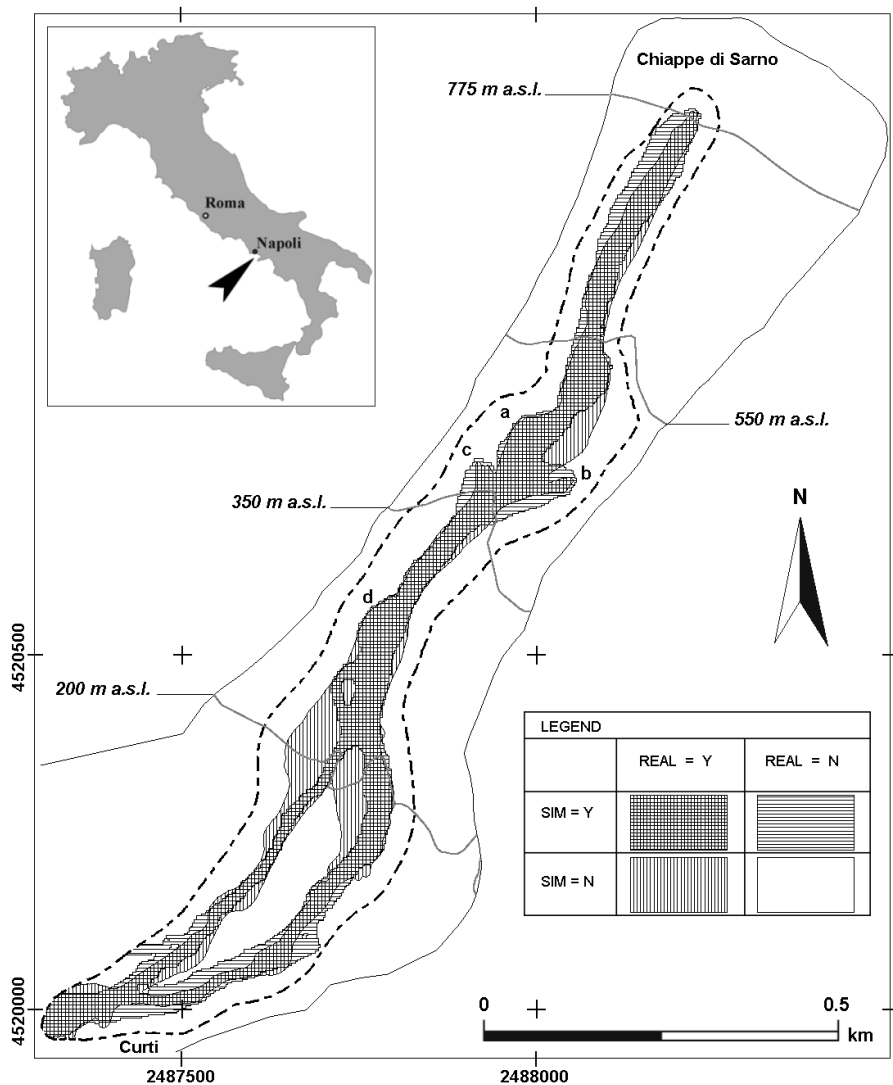 Chiappe di Sarno
775 m a.s.l.
Roma
Napoli
a
550 m a.s.l.
c
b
350 m a.s.l.
N
d
4520500
200 m a.s.l.
LEGEND
REAL = Y
REAL = N
SIM = Y
SIM = N
4520000
0
0.5
km
Curti
2487500
2488000